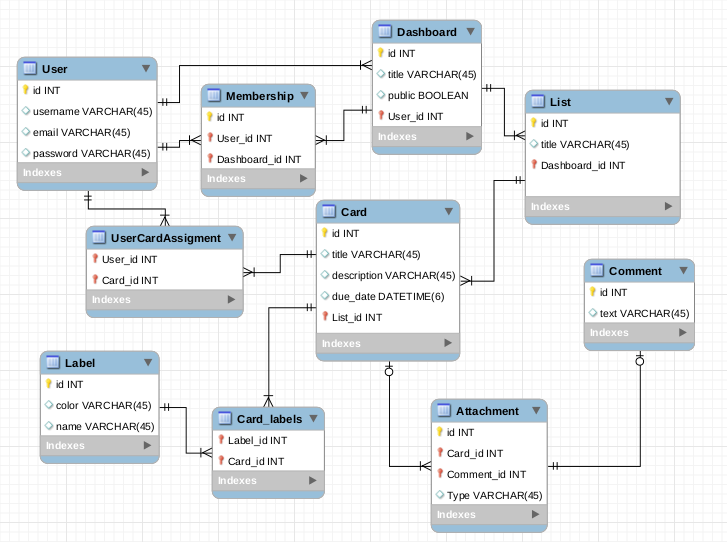 User
id INT
username VARCHAR(45)
email VARCHAR(45)
password VARCHAR(45)
Indexes
Membership
id INT
User_id INT
Dashboard_id INT
Indexes
Dashboard
id INT
title VARCHAR(45)
public BOOLEAN
User_id INT
Indexes
List
id INT
title VARCHAR(45)
Dashboard_id INT
Indexes
UserCardAssigment
User_id INT
Card_id INT
Indexes
Card
id INT
title VARCHAR(45)
description VARCHAR(45)
due_date DATETIME(6)
List_id INT
Indexes
Comment
id INT
text VARCHAR(45)
Indexes
Label
id INT
color VARCHAR(45)
name VARCHAR(45)
Indexes
Card_labels
Label_id INT
Card_id INT
Indexes
Attachment
id INT
Card_id INT
Comment_id INT
Type VARCHAR(45)
Indexes